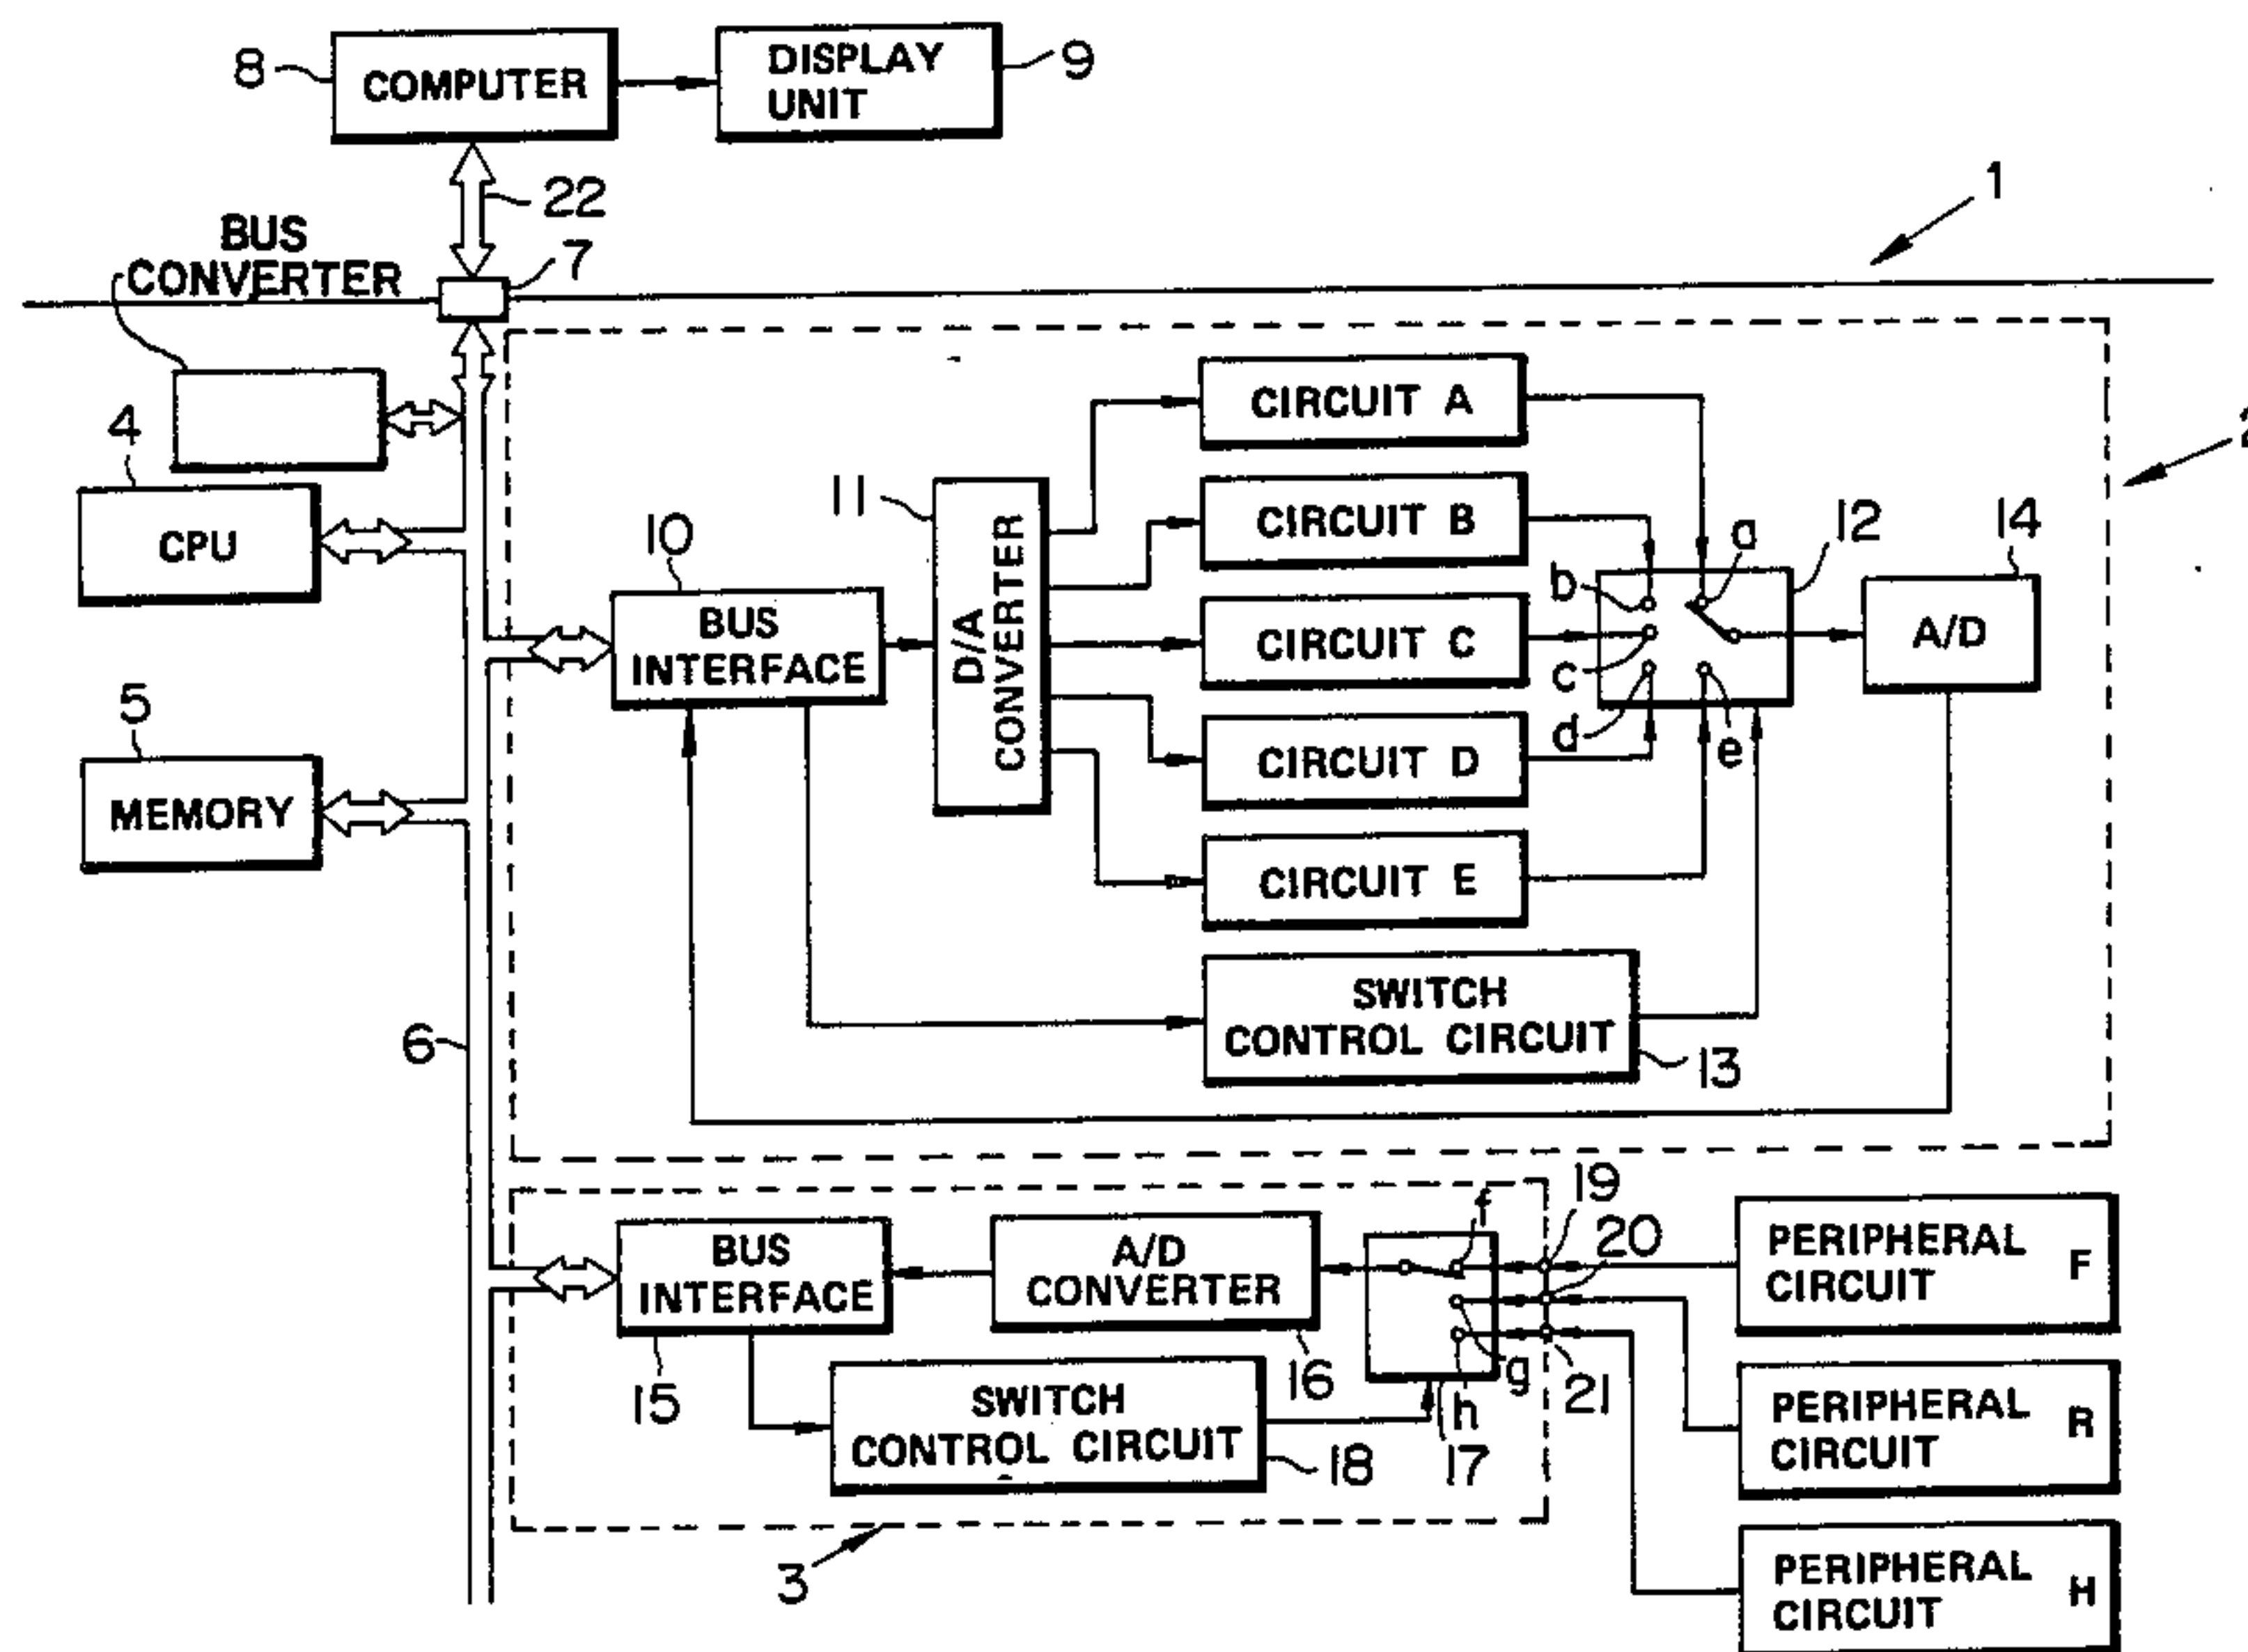 8
COMPUTER
DISPLAY
UNIT
9
22
1
BUS
CONVERTER
7
4
CPU
5
MEMORY
6
10
BUS
INTERFACE
11
D/A
CONVERTER
CIRCUIT A
CIRCUIT B
CIRCUIT C
CIRCUIT D
CIRCUIT E
a
b
c
d
e
12
14
A/D
2
SWITCH
CONTROL CIRCUIT
13
BUS
INTERFACE
15
A/D
CONVERTER
16
SWITCH
CONTROL CIRCUIT
18
f
g
h
17
19
20
21
3
PERIPHERAL
CIRCUIT F
PERIPHERAL
CIRCUIT R
PERIPHERAL
CIRCUIT H